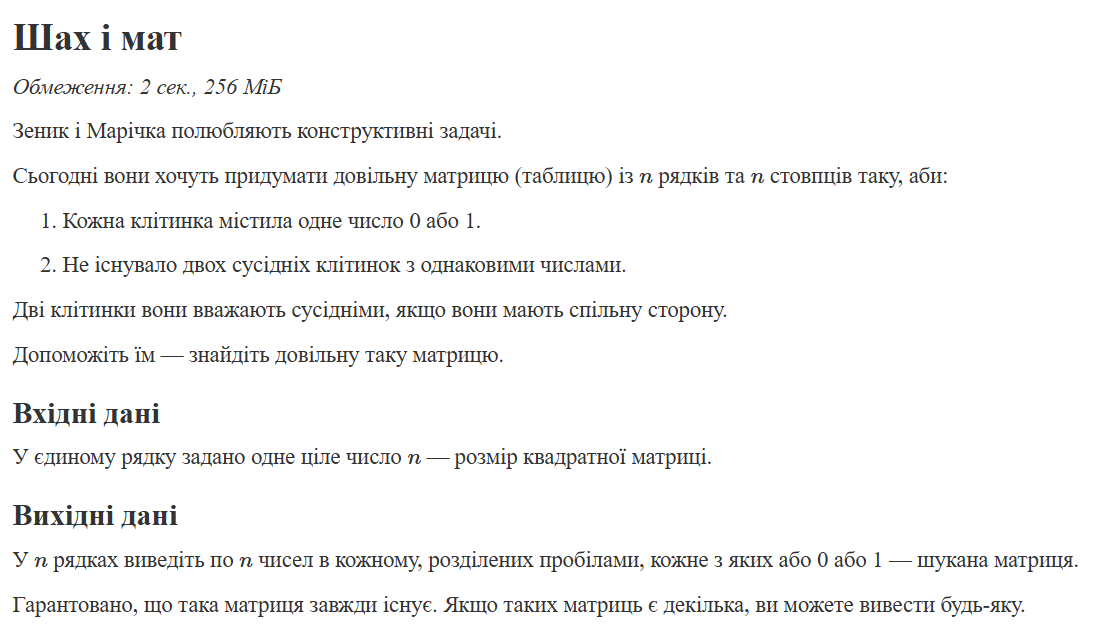 Шах і мат
Обмеження: 2 сек., 256 МіБ
Зеник і Марічка полюбляють конструктивні задачі.
Сьогодні вони хочуть придумати довільну матрицю (таблицю) із n рядків та n стовпців таку, аби:
1. Кожна клітинка містила одне число 0 або 1.
2. Не існувало двох сусідніх клітинок з однаковими числами.
Дві клітинки вони вважають сусідніми, якщо вони мають спільну сторону.
Допоможіть їм — знайдіть довільну таку матрицю.
Вхідні дані
У єдиному рядку задано одне ціле число n — розмір квадратної матриці.
Вихідні дані
У n рядках виведіть по n чисел в кожному, розділених пробілами, кожне з яких або 0 або 1 — шукана матриця.
Гарантовано, що така матриця завжди існує. Якщо таких матриць є декілька, ви можете вивести будь-яку.